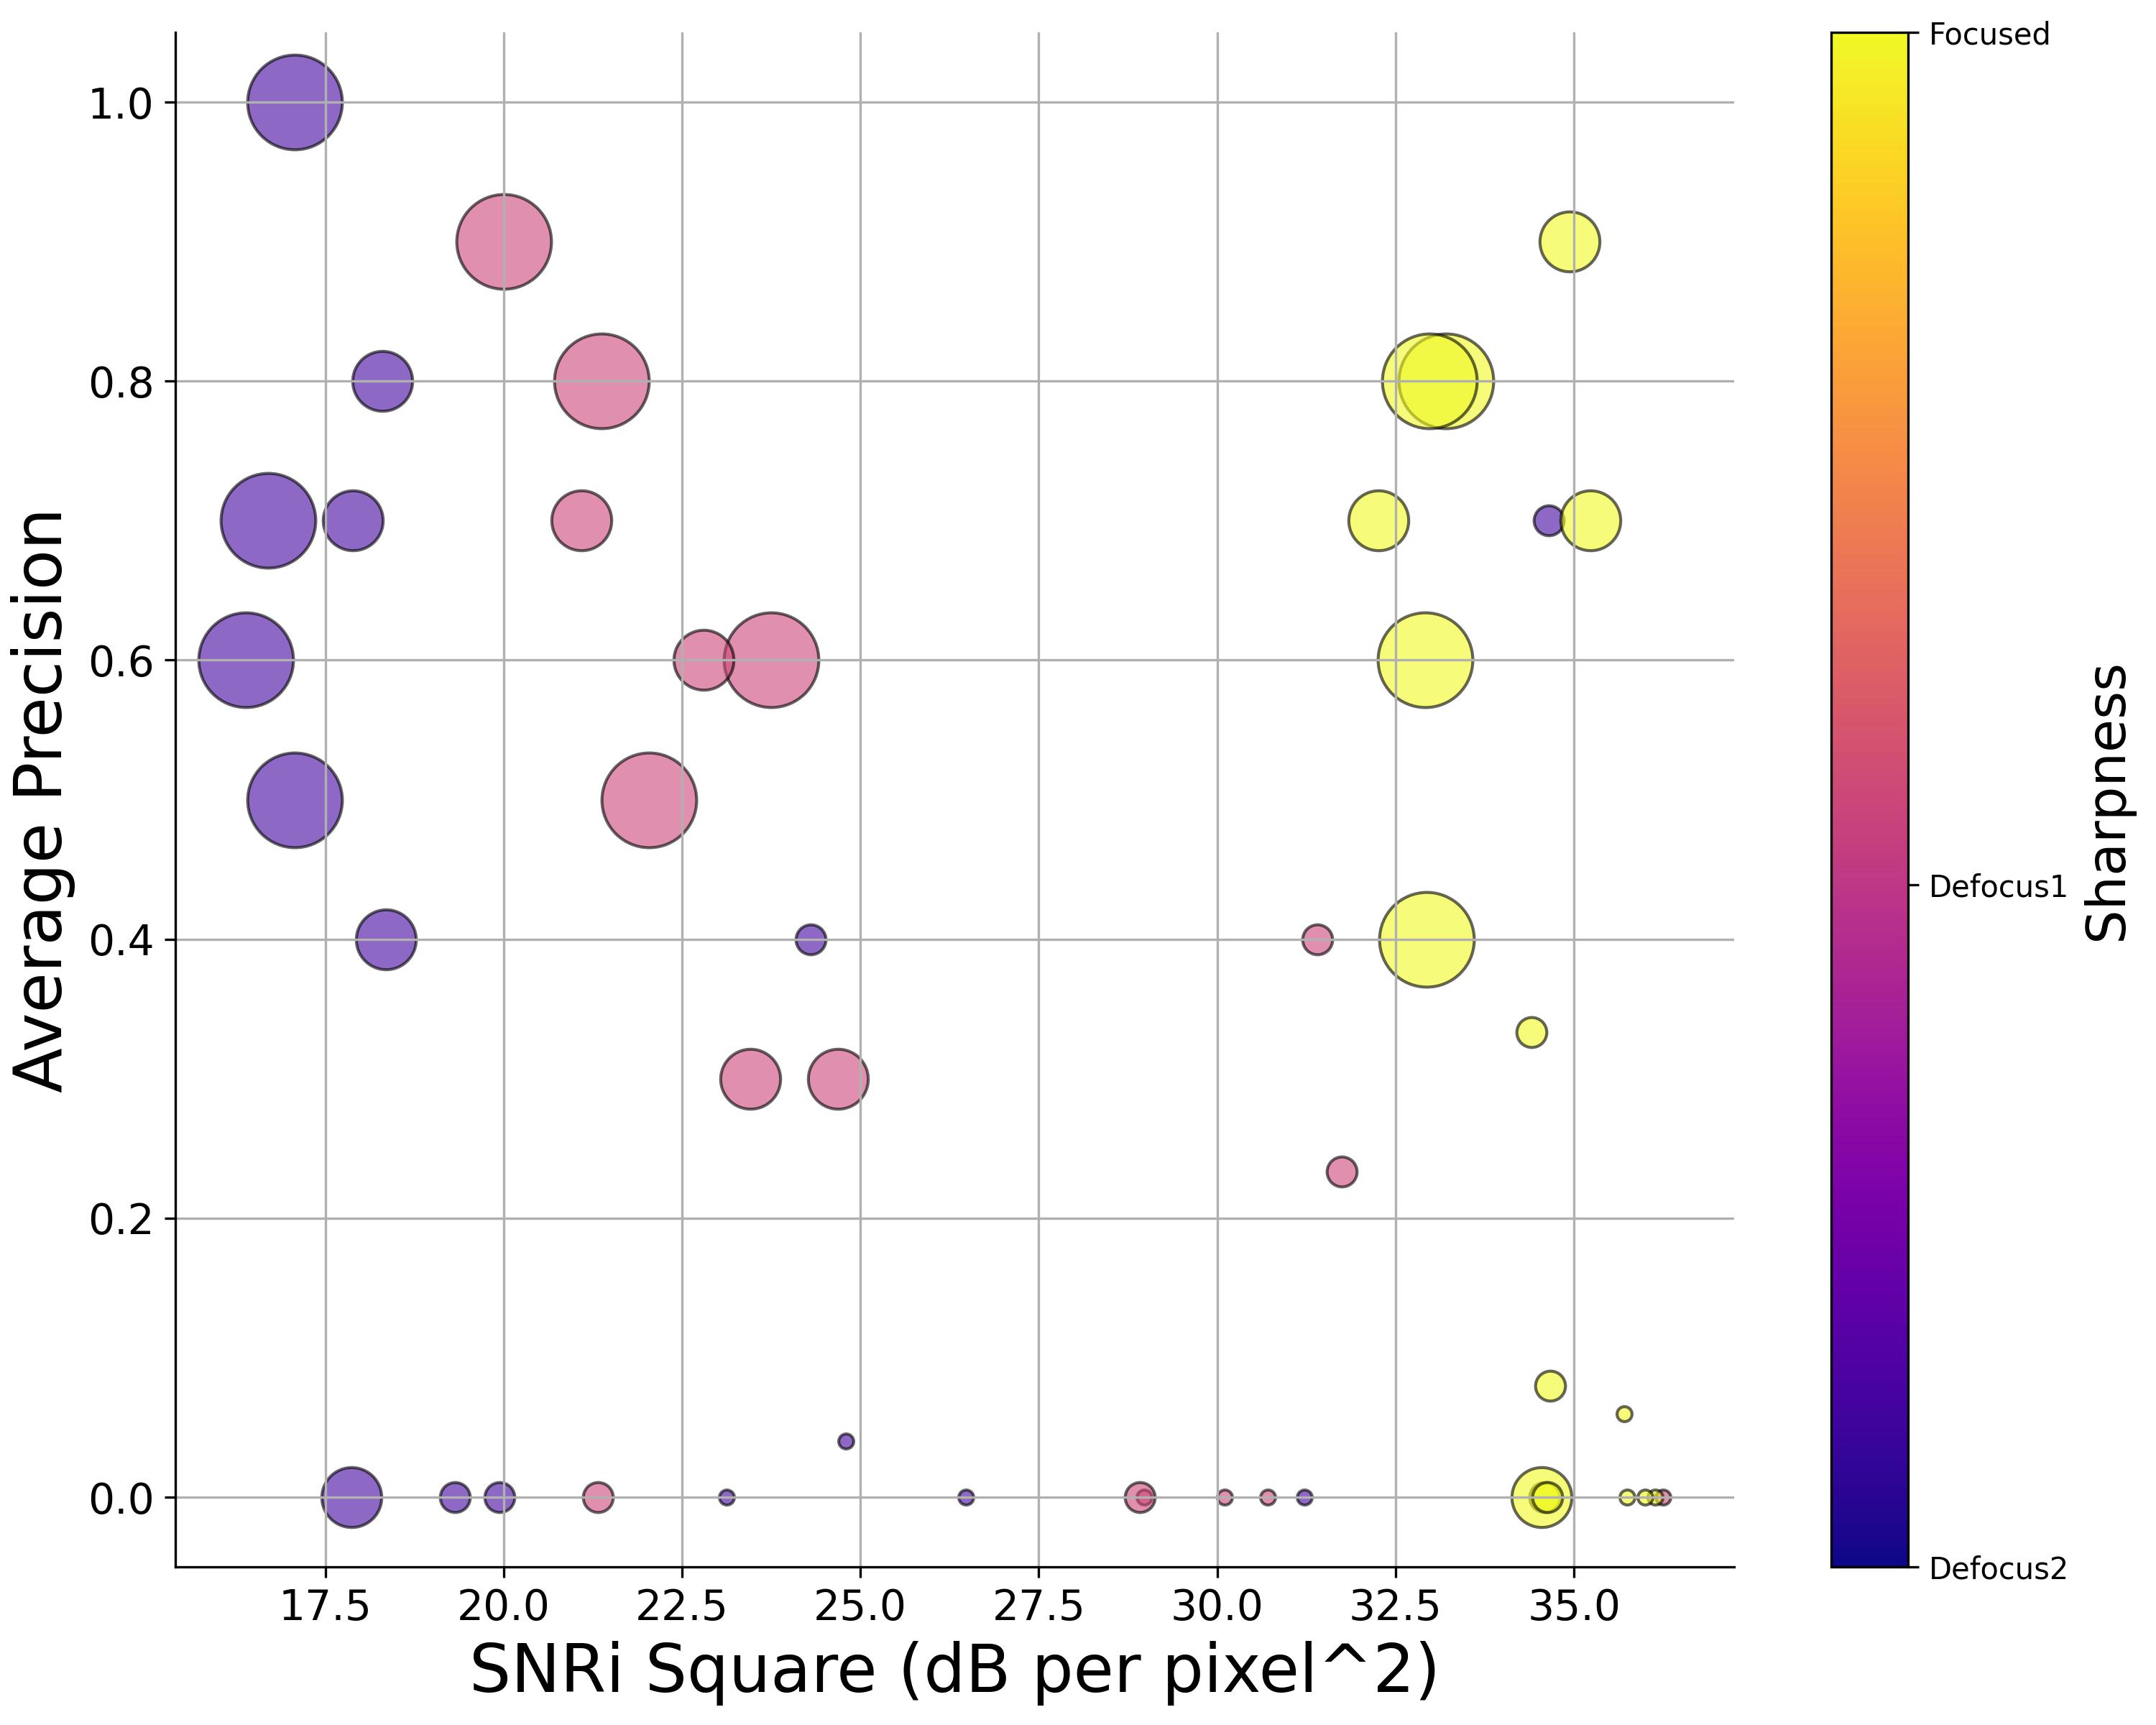 Average Precision
1.0
0.8
0.6
0.4
0.2
0.0
17.5 20.0 22.5 25.0 27.5 30.0 32.5 35.0
SNRi Square (dB per pixel^2)
Focused
Defocus1
Defocus2
Sharpness